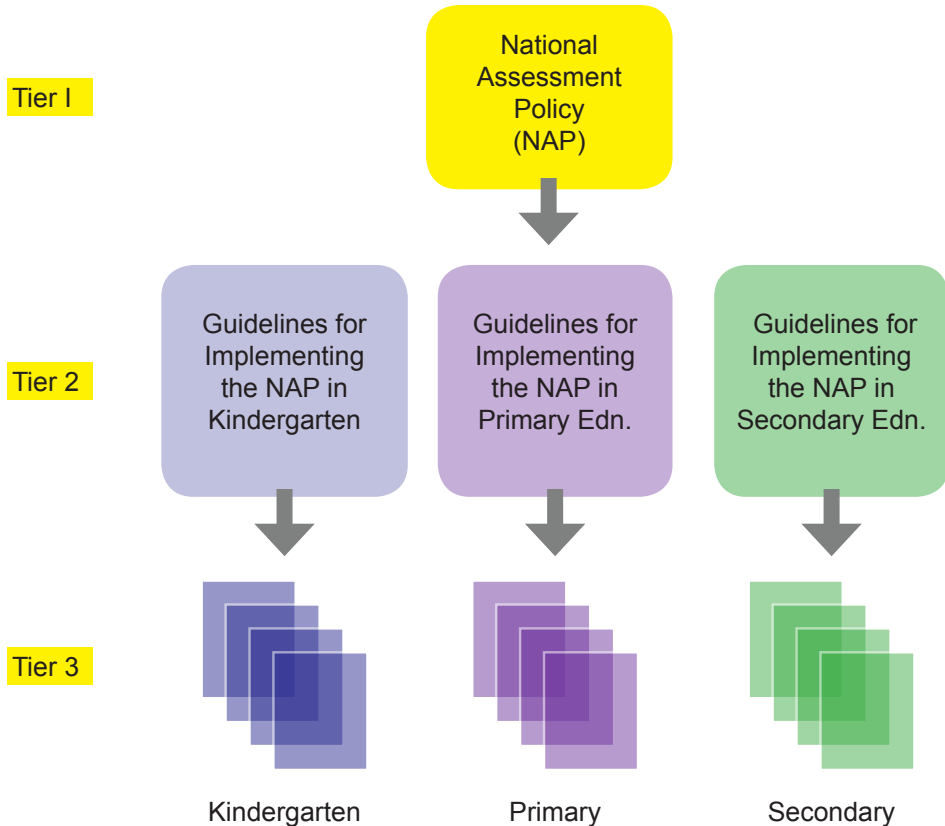 Tier I
National
Assessment
Policy
(NAP)
Tier 2
Guidelines for
Implementing
the NAP in
Kindergarten
Guidelines for
Implementing
the NAP in
Primary Edn.
Guidelines for
Implementing
the NAP in
Secondary Edn.
Tier 3
Kindergarten
Primary
Secondary